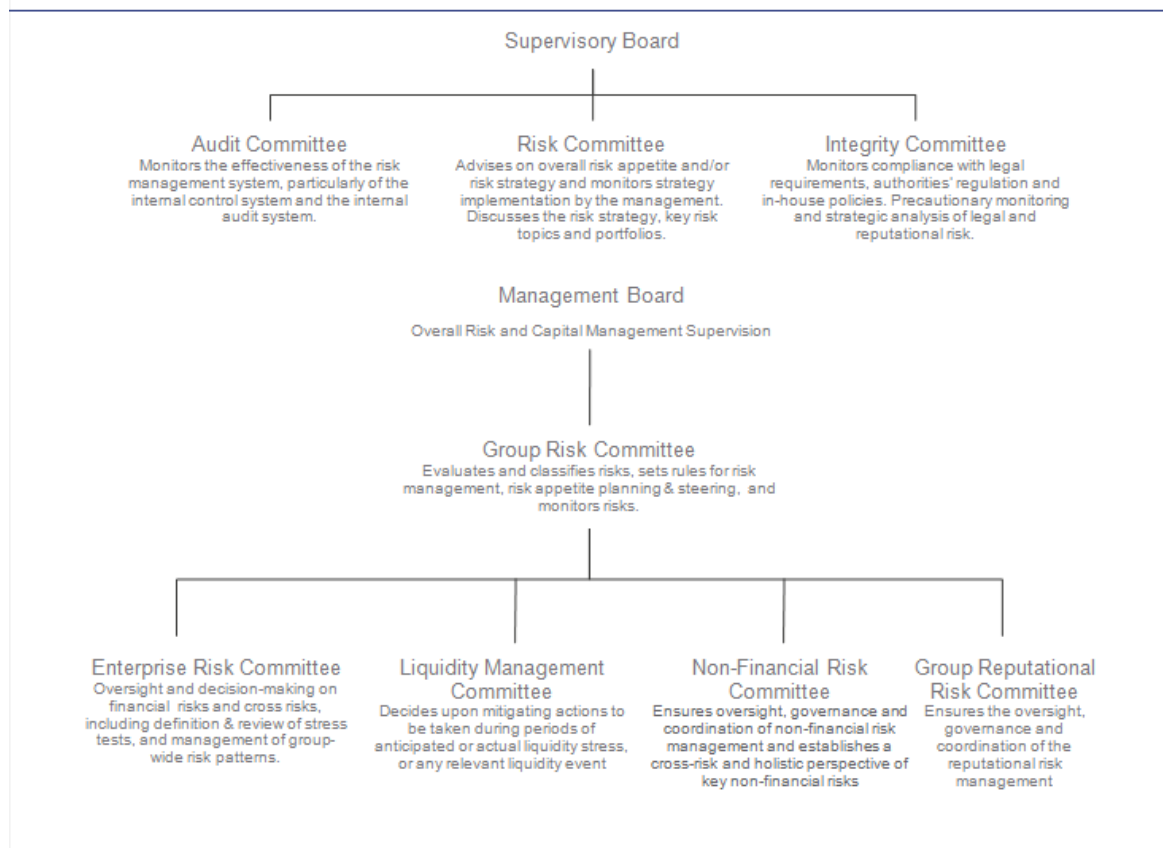 Supervisory Board
Audit Committee
Monitors the effectiveness of the risk
management system, particularly of the
internal control system and the internal
audit system.
Risk Committee
Advises on overall risk appetite and/or
risk strategy and monitors strategy
implementation by the management.
Discusses the risk strategy, key risk
topics and portfolios.
Integrity Committee
Monitors compliance with legal
requirements, authorities' regulation and
in-house policies. Precautionary monitoring
and strategic analysis of legal and
reputational risk.
Management Board
Overall Risk and Capital Management Supervision
Group Risk Committee
Evaluates and classifies risks, sets rules for risk
management, risk appetite planning & steering, and
monitors risks.
Enterprise Risk Committee
Oversight and decision-making on
financial risks and cross risks,
including definition & review of stress
tests, and management of group-
wide risk patterns.
Liquidity Management
Committee
Decides upon mitigating actions to
be taken during periods of
anticipated or actual liquidity stress,
or any relevant liquidity event
Non-Financial Risk
Committee
Ensures oversight, governance and
coordination of non-financial risk
management and establishes a
cross-risk and holistic perspective of
key non-financial risks
Group Reputational
Risk Committee
Ensures the oversight,
governance and
coordination of the
reputational risk
management